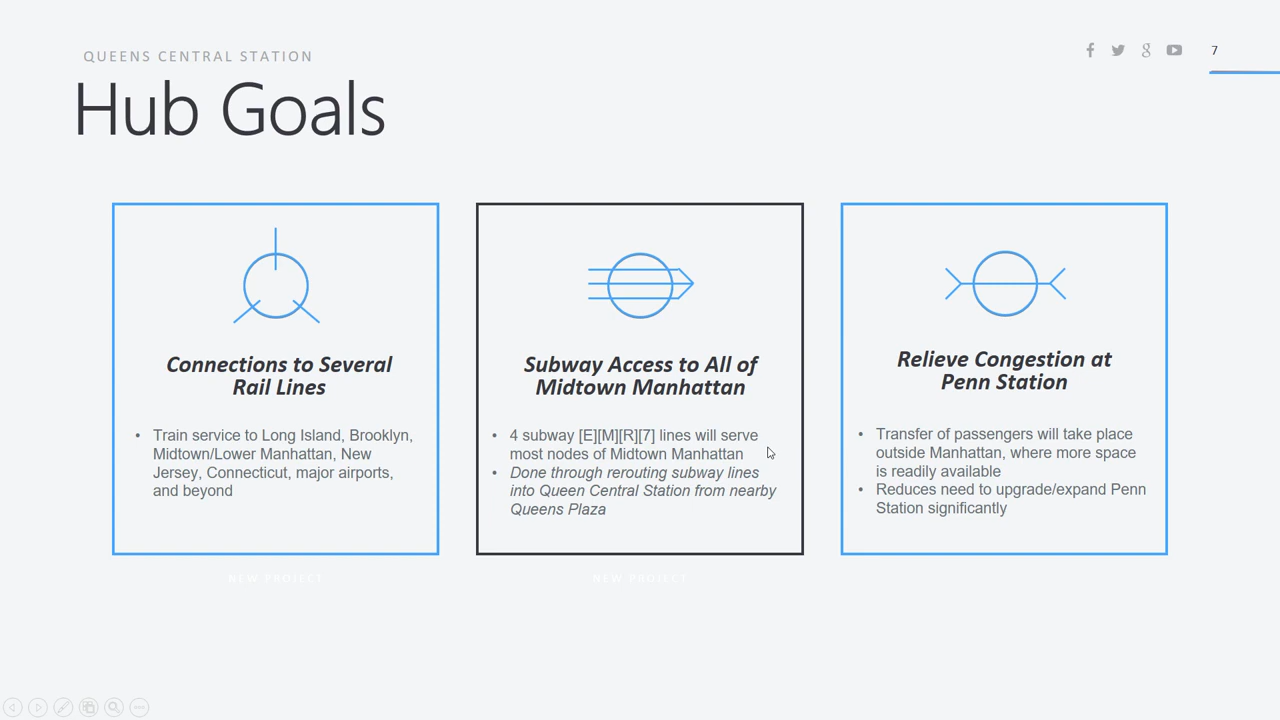 QUEENS CENTRAL STATION
7
Hub Goals
Connections to Several
Rail Lines
• Train service to Long Island, Brooklyn,
Midtown/Lower Manhattan, New
Jersey, Connecticut, major airports,
and beyond
NEW PROJECT
Subway Access to All of
Midtown Manhattan
• 4 subway [E][M][R][7] lines will serve
most nodes of Midtown Manhattan
• Done through rerouting subway lines
into Queen Central Station from nearby
Queens Plaza
NEW PROJECT
Relieve Congestion at
Penn Station
• Transfer of passengers will take place
outside Manhattan, where more space
is readily available
• Reduces need to upgrade/expand Penn
Station significantly